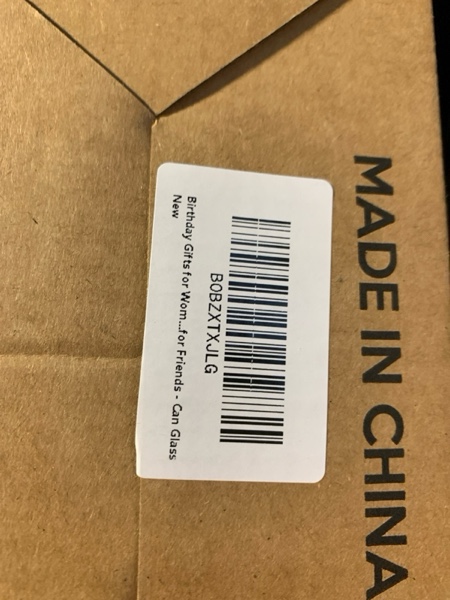 MADE IN CHINA
B0BZXTXJLG
Birthday Gifts for Wom...for Friends - Can Glass
New